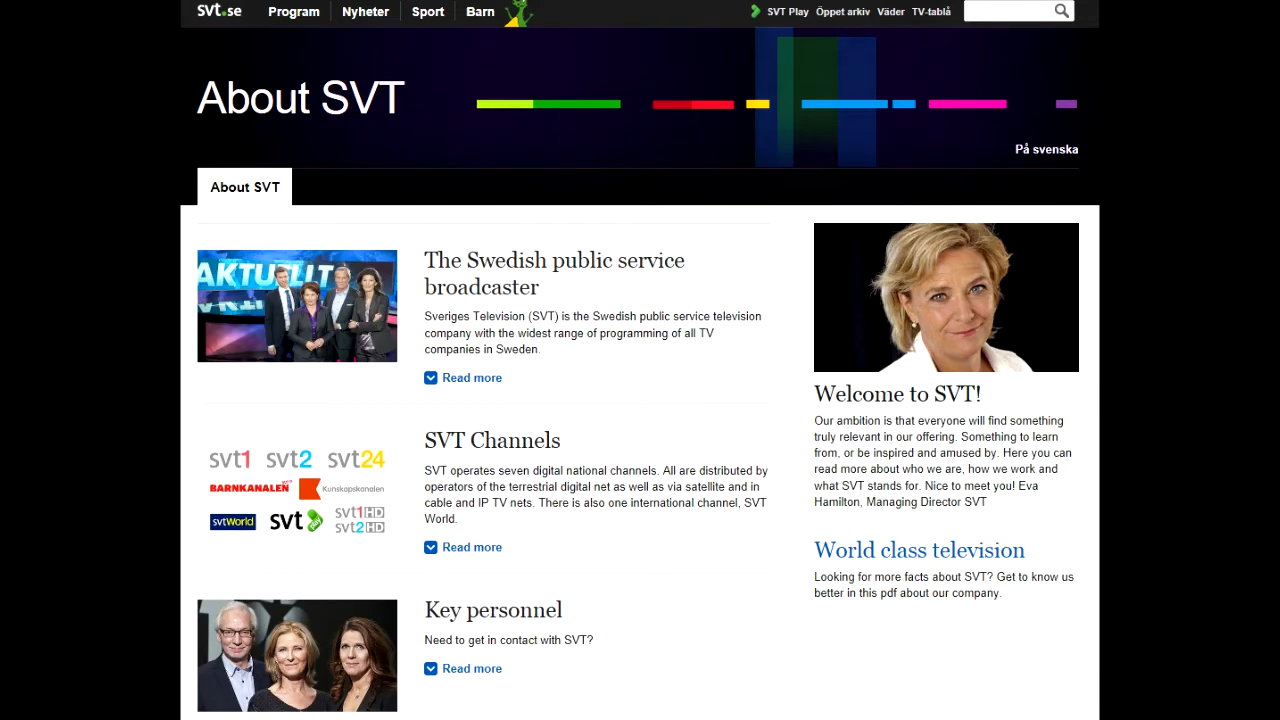 svt.se
Program
Nyheter
Sport
Barn
SVT Play
Öppet arkiv
Väder
TV-tablå
About SVT
På svenska
About SVT
AKTUELLT
The Swedish public service
broadcaster
Sveriges Television (SVT) is the Swedish public service television
company with the widest range of programming of all TV
companies in Sweden.
Read more
svt1 svt2 svt24
BARNKANALEN Kunskapskanalen
svtWorld svt play svt1HD
svt2HD
SVT Channels
SVT operates seven digital national channels. All are distributed by
operators of the terrestrial digital net as well as via satellite and in
cable and IP TV nets. There is also one international channel, SVT
World.
Read more
Key personnel
Need to get in contact with SVT?
Read more
Welcome to SVT!
Our ambition is that everyone will find something
truly relevant in our offering. Something to learn
from, or be inspired and amused by. Here you can
read more about who we are, how we work and
what SVT stands for. Nice to meet you! Eva
Hamilton, Managing Director SVT
World class television
Looking for more facts about SVT? Get to know us
better in this pdf about our company.